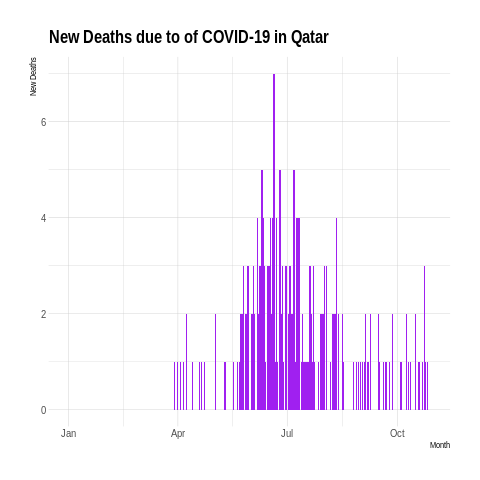 New Deaths due to of COVID-19 in Qatar
New Deaths
6
4
2
0
Jan Apr Jul Oct
Month